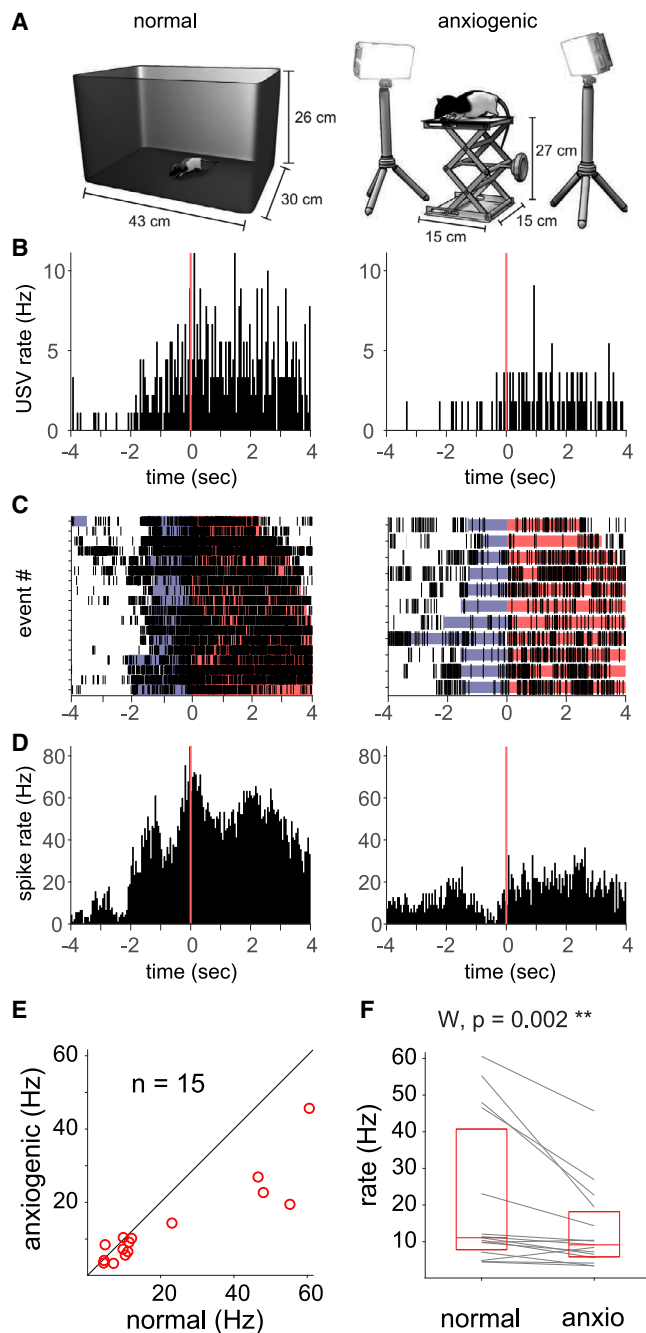 A
normal
anxiogenic
26 cm
30 cm
43 cm
27 cm
15 cm
15 cm
B
USV rate (Hz)
10
5
0
-4 -2 0 2 4
time (sec)
10
5
0
-4 -2 0 2 4
time (sec)
C
event #
-4 -2 0 2 4
-4 -2 0 2 4
D
spike rate (Hz)
80
60
40
20
0
-4 -2 0 2 4
time (sec)
80
60
40
20
0
-4 -2 0 2 4
time (sec)
E
anxiogenic (Hz)
60
40
20
n = 15
20 40 60
normal (Hz)
F
W, p = 0.002 **
rate (Hz)
60
50
40
30
20
10
normal anxio